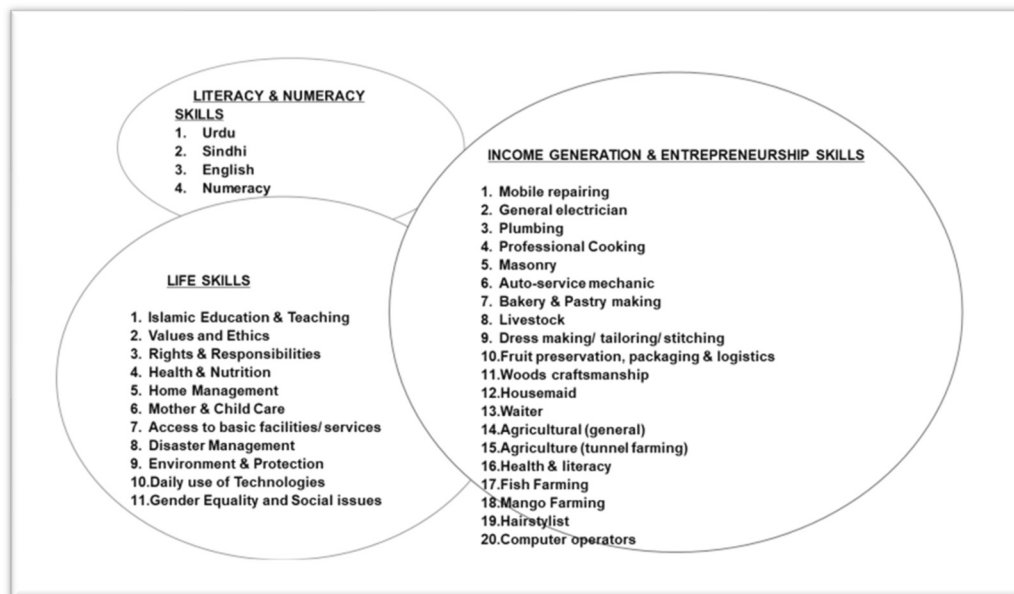 LITERACY & NUMERACY
SKILLS
1. Urdu
2. Sindhi
3. English
4. Numeracy
LIFE SKILLS
1. Islamic Education & Teaching
2. Values and Ethics
3. Rights & Responsibilities
4. Health & Nutrition
5. Home Management
6. Mother & Child Care
7. Access to basic facilities/ services
8. Disaster Management
9. Environment & Protection
10.Daily use of Technologies
11.Gender Equality and Social issues
INCOME GENERATION & ENTREPRENEURSHIP SKILLS
1. Mobile repairing
2. General electrician
3. Plumbing
4. Professional Cooking
5. Masonry
6. Auto-service mechanic
7. Bakery & Pastry making
8. Livestock
9. Dress making/ tailoring/ stitching
10.Fruit preservation, packaging & logistics
11.Woods craftsmanship
12.Housemaid
13.Waiter
14.Agricultural (general)
15.Agriculture (tunnel farming)
16.Health & literacy
17.Fish Farming
18.Mango Farming
19.Hairstylist
20.Computer operators